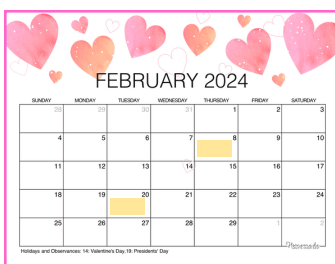 FEBRUARY 2024
SUNDAY MONDAY TUESDAY WEDNESDAY THURSDAY FRIDAY SATURDAY
28 29 30 31 1 2 3
4 5 6 7 8 9 10
11 12 13 14 15 16 17
18 19 20 21 22 23 24
25 26 27 28 29 1 2
Holidays and Observances: 14: Valentine's Day, 19: Presidents' Day